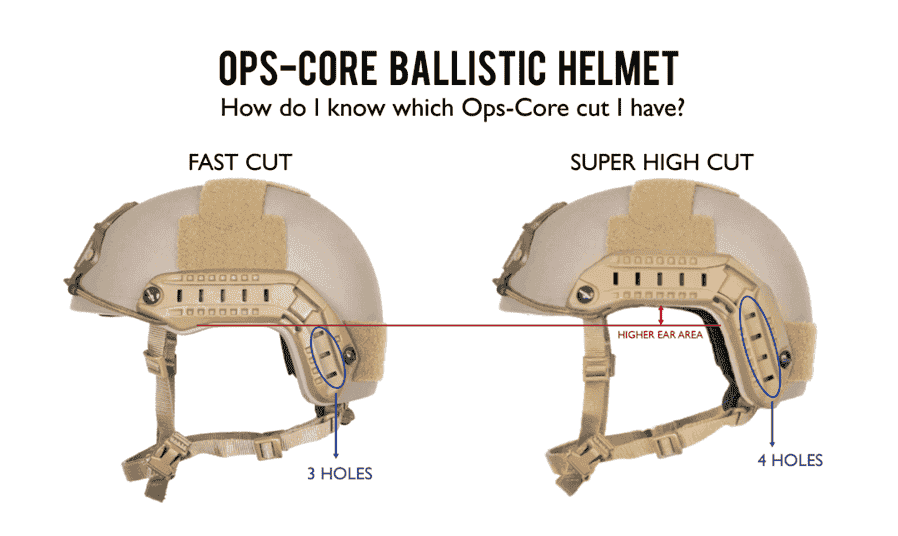 OPS-CORE BALLISTIC HELMET
How do I know which Ops-Core cut I have?
FAST CUT
SUPER HIGH CUT
HIGHER EAR AREA
3 HOLES
4 HOLES